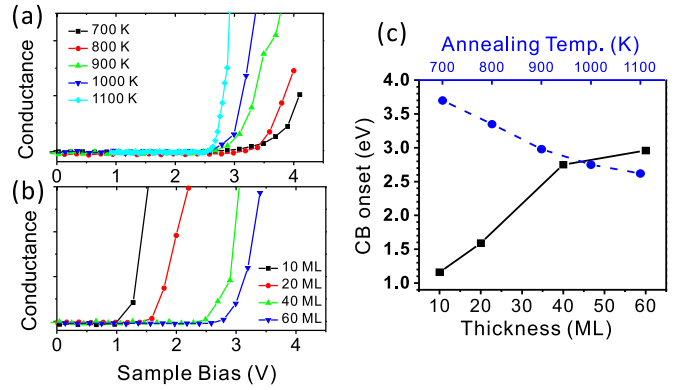 (a)
700 K
800 K
900 K
1000 K
1100 K
Conductance
0 1 2 3 4
(b)
10 ML
20 ML
40 ML
60 ML
Conductance
0 1 2 3 4
Sample Bias (V)
(c)
Annealing Temp. (K)
700 800 900 1000 1100
4.0
3.5
3.0
2.5
2.0
1.5
1.0
CB onset (eV)
10 20 30 40 50 60
Thickness (ML)